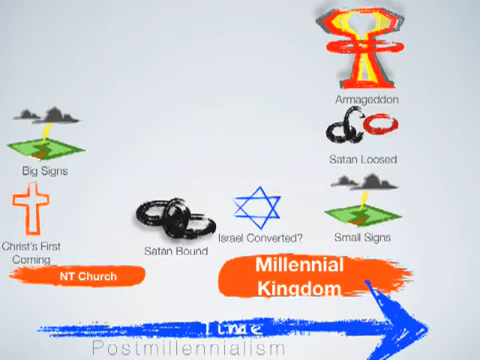 Armageddon
Satan Loosed
Big Signs
Small Signs
Christ's First
Coming
Satan Bound
Israel Converted?
NT Church
Millennial
Kingdom
Time
Postmillennialism